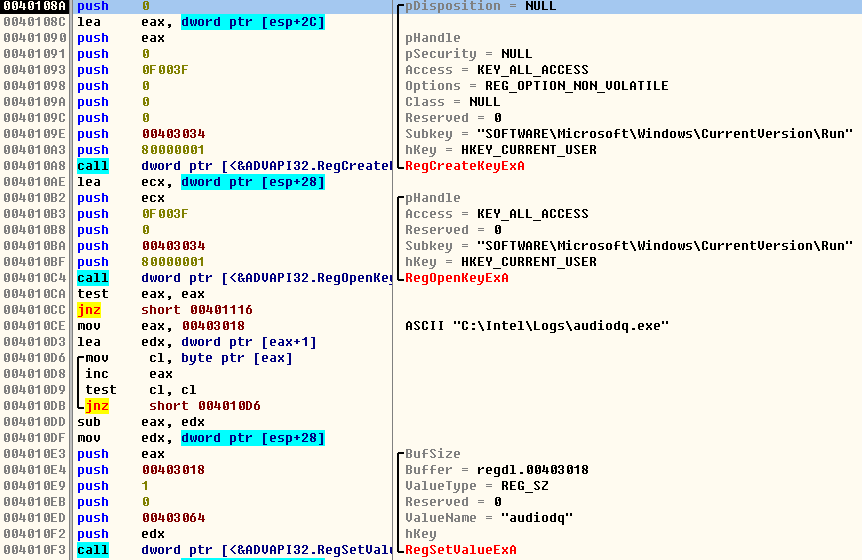 0040108A push 0 pDisposition = NULL
0040108C lea eax, dword ptr [esp+2C]
00401090 push eax pHandle
00401091 push 0 pSecurity = NULL
00401093 push 0F003F Access = KEY_ALL_ACCESS
00401098 push 0 Options = REG_OPTION_NON_VOLATILE
0040109A push 0 Class = NULL
0040109C push 0 Reserved = 0
0040109E push 00403034 Subkey = "SOFTWARE\Microsoft\Windows\CurrentVersion\Run"
004010A3 push 80000001 hKey = HKEY_CURRENT_USER
004010A8 call dword ptr [<&ADVAPI32.RegCreateK RegCreateKeyExA
004010AE lea ecx, dword ptr [esp+28]
004010B2 push ecx pHandle
004010B3 push 0F003F Access = KEY_ALL_ACCESS
004010B8 push 0 Reserved = 0
004010BA push 00403034 Subkey = "SOFTWARE\Microsoft\Windows\CurrentVersion\Run"
004010BF push 80000001 hKey = HKEY_CURRENT_USER
004010C4 call dword ptr [<&ADVAPI32.RegOpenKey RegOpenKeyExA
004010CA test eax, eax
004010CC jnz short 00401116
004010CE mov eax, 00403018 ASCII "C:\Intel\Logs\audiodq.exe"
004010D3 lea edx, dword ptr [eax+1]
004010D6 mov cl, byte ptr [eax]
004010D8 inc eax
004010D9 test cl, cl
004010DB jnz short 004010D6
004010DD sub eax, edx
004010DF mov edx, dword ptr [esp+28]
004010E3 push eax BufSize
004010E4 push 00403018 Buffer = regdl.00403018
004010E9 push 1 ValueType = REG_SZ
004010EB push 0 Reserved = 0
004010ED push 00403064 ValueName = "audiodq"
004010F2 push edx hKey
004010F3 call dword ptr [<&ADVAPI32.RegSetValu RegSetValueExA